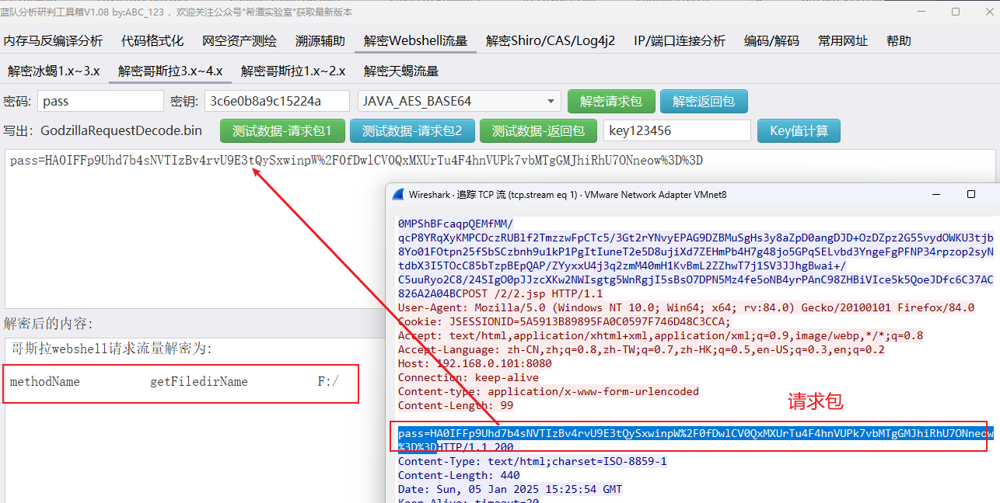 蓝队分析研判工具箱V1.08 by:ABC_123 ，欢迎关注公众号"希潭实验室"获取最新版本
内存马反编译分析 代码格式化 网空资产测绘 溯源辅助 解密Webshell流量 解密Shiro/CAS/Log4j2 IP/端口连接分析 编码/解码 常用网址 帮助
解密冰蝎1.x~3.x 解密哥斯拉3.x~4.x 解密哥斯拉1.x~2.x 解密天蝎流量
密码: pass 密钥: 3c6e0b8a9c15224a JAVA_AES_BASE64 解密请求包 解密返回包
写出: GodzillaRequestDecode.bin 测试数据-请求包1 测试数据-请求包2 测试数据-返回包 key123456 Key值计算
pass=HA0IFFp9Uhd7b4sNVTIzBv4rvU9E3tQySxwinpW%2F0fDwlCV0QxMXUrTu4F4hnVUPk7vbMTgGMJhiRhU7ONneow%3D%3D
解密后的内容:
哥斯拉webshell请求流量解密为:
methodName getFiledirName F:/
Wireshark · 追踪 TCP 流 (tcp.stream eq 1) · VMware Network Adapter VMnet8
0MPShBFcaqpQEMfMM/
qcP8YRqXyKMPCDczRUBlf2TmzzwFpCTc5/3Gt2rYNvyEPAG9DZBMuSgHs3y8aZpD0angDJD+OzDZpz2G55vydOWKU3tjb
8Yo01FOtpn25fSbSCzbnh9u1kP1PgItIuneT2e5D8ujiXd7ZEHmPb4H7g48jo5GPqSELvbd3YngeFgPFNP34rpzop2syN
tdbX3I5TOcC85bTzpBEpQAP/ZYyxxU4j3q2zmM40mH1KvBmL2ZZhwT7j1SV3JJhgBwai+/
C5uuRyo2C8/24SIgO0pJJzcXKw2NWIsgtg5WnRgjI5sBsO7DPN5Mz4fe5oNB4yrPAnC98ZHBiVIce5k5QoeJDfc6C37AC
826A2A04BCPOST /2/2.jsp HTTP/1.1
User-Agent: Mozilla/5.0 (Windows NT 10.0; Win64; x64; rv:84.0) Gecko/20100101 Firefox/84.0
Cookie: JSESSIONID=5A5913B89895FA0C0597F746D48C3CCA;
Accept: text/html,application/xhtml+xml,application/xml;q=0.9,image/webp,*/*;q=0.8
Accept-Language: zh-CN,zh;q=0.8,zh-TW;q=0.7,zh-HK;q=0.5,en-US;q=0.3,en;q=0.2
Host: 192.168.0.101:8080
Connection: keep-alive
Content-type: application/x-www-form-urlencoded
Content-Length: 99
请求包
pass=HA0IFFp9Uhd7b4sNVTIzBv4rvU9E3tQySxwinpW%2F0fDwlCV0QxMXUrTu4F4hnVUPk7vbMTgGMJhiRhU7ONneow
%3D%3DHTTP/1.1 200
Content-Type: text/html;charset=ISO-8859-1
Content-Length: 440
Date: Sun, 05 Jan 2025 15:25:54 GMT
Keep-Alive: timeout=20